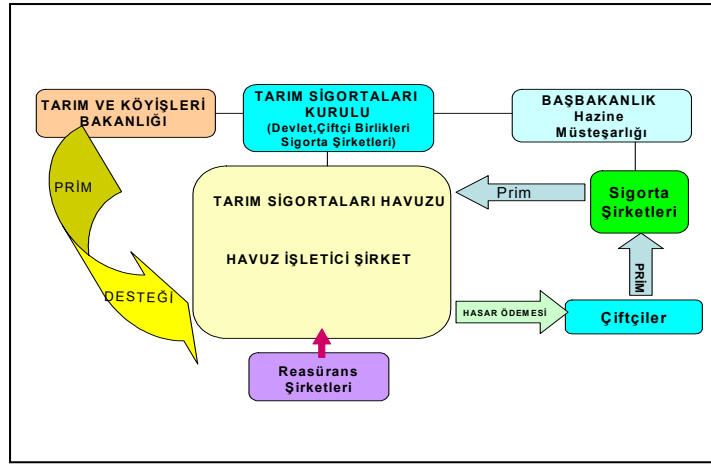 TARIM VE KÖYİŞLERİ
BAKANLIĞI
TARIM SİGORTALARI
KURULU
(Devlet,Çiftçi Birlikleri
Sigorta Şirketleri)
BAŞBAKANLIK
Hazine
Müsteşarlığı
PRİM
DESTEĞİ
TARIM SİGORTALARI HAVUZU
HAVUZ İŞLETİCİ ŞİRKET
Prim
Sigorta
Şirketleri
PRİM
HASAR ÖDEMESİ
Çiftçiler
Reasürans
Şirketleri